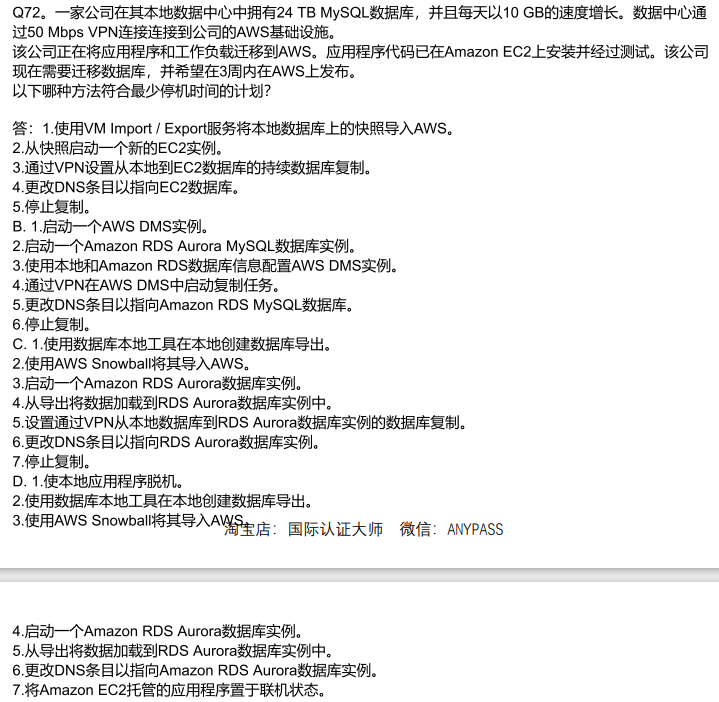 Q72。一家公司在其本地数据中心中拥有24 TB MySQL数据库，并且每天以10 GB的速度增长。数据中心通
过50 Mbps VPN连接连接到公司的AWS基础设施。
该公司正在将应用程序和工作负载迁移到AWS。应用程序代码已在Amazon EC2上安装并经过测试。该公司
现在需要迁移数据库，并希望在3周内在AWS上发布。
以下哪种方法符合最少停机时间的计划？
答：1.使用VM Import / Export服务将本地数据库上的快照导入AWS。
2.从快照启动一个新的EC2实例。
3.通过VPN设置从本地到EC2数据库的持续数据库复制。
4.更改DNS条目以指向EC2数据库。
5.停止复制。
B. 1.启动一个AWS DMS实例。
2.启动一个Amazon RDS Aurora MySQL数据库实例。
3.使用本地和Amazon RDS数据库信息配置AWS DMS实例。
4.通过VPN在AWS DMS中启动复制任务。
5.更改DNS条目以指向Amazon RDS MySQL数据库。
6.停止复制。
C. 1.使用数据库本地工具在本地创建数据库导出。
2.使用AWS Snowball将其导入AWS。
3.启动一个Amazon RDS Aurora数据库实例。
4.从导出将数据加载到RDS Aurora数据库实例中。
5.设置通过VPN从本地数据库到RDS Aurora数据库实例的数据库复制。
6.更改DNS条目以指向RDS Aurora数据库实例。
7.停止复制。
D. 1.使本地应用程序脱机。
2.使用数据库本地工具在本地创建数据库导出。
3.使用AWS Snowball将其导入AWS。
淘宝店：国际认证大师 微信：ANYPASS
4.启动一个Amazon RDS Aurora数据库实例。
5.从导出将数据加载到RDS Aurora数据库实例中。
6.更改DNS条目以指向Amazon RDS Aurora数据库实例。
7.将Amazon EC2托管的应用程序置于联机状态。